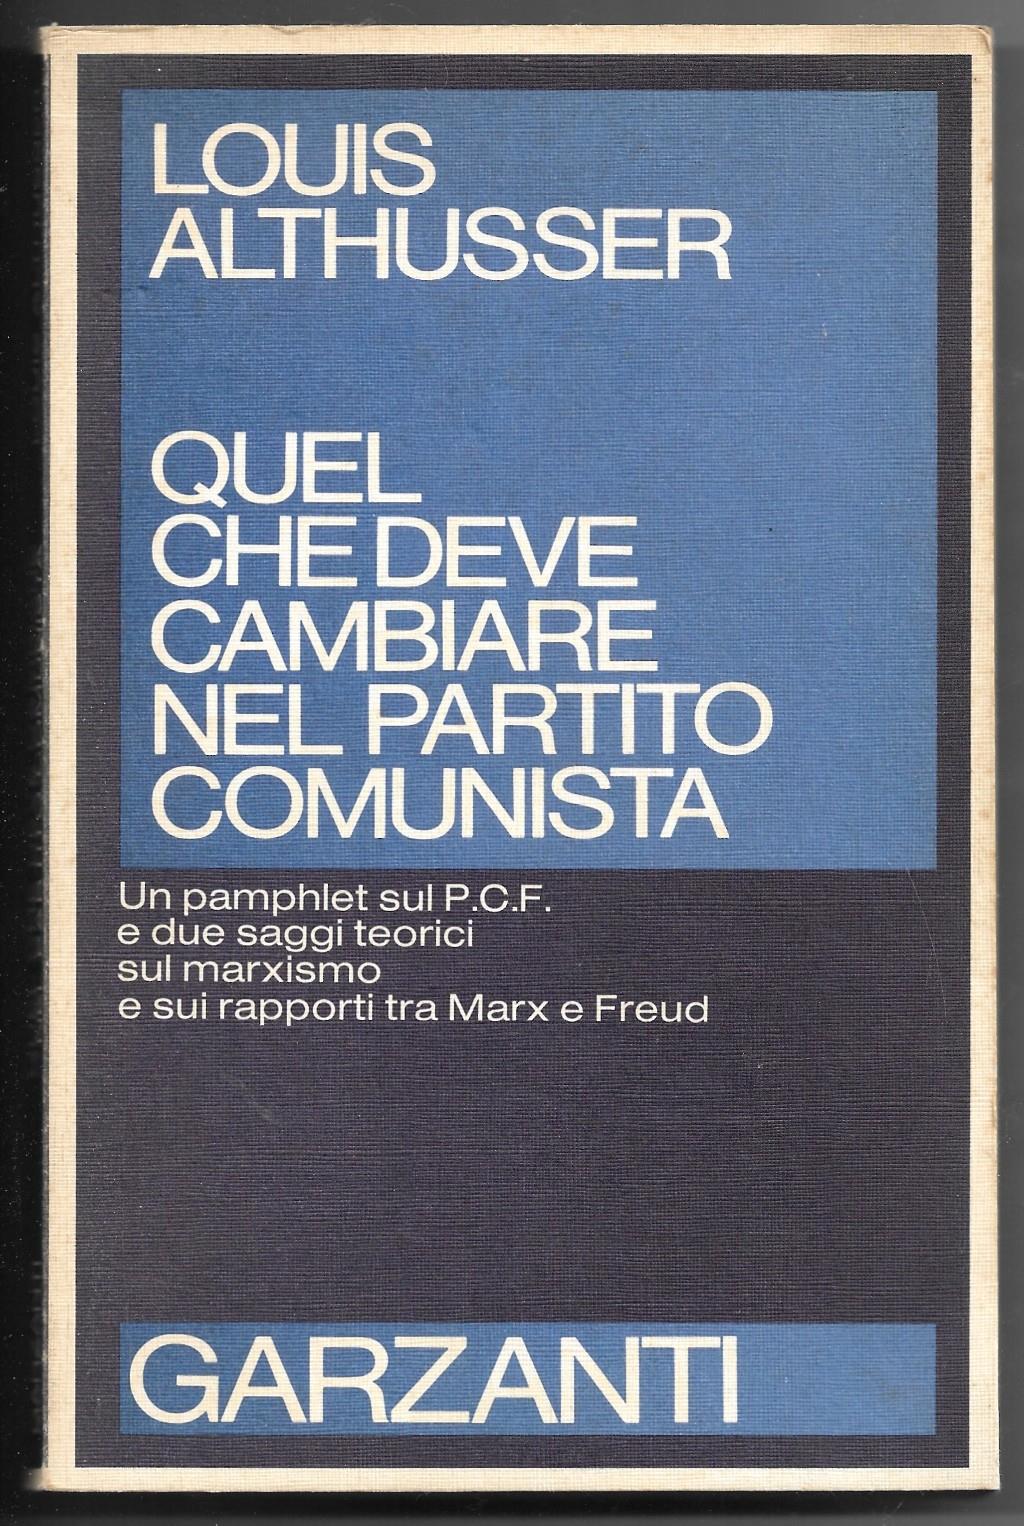 LOUIS
ALTHUSSER
QUEL
CHE DEVE
CAMBIARE
NEL PARTITO
COMUNISTA
Un pamphlet sul P.C.F.
e due saggi teorici
sul marxismo
e sui rapporti tra Marx e Freud
GARZANTI